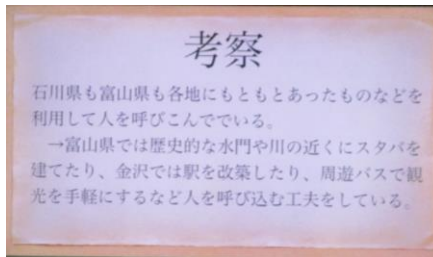 考察
石川県も富山県も各地にもともとあったものなどを
利用して人を呼びこんででいる。
→富山県では歴史的な水門や川の近くにスタバを
建てたり、金沢では駅を改築したり、周遊バスで観
光を手軽にするなど人を呼び込む工夫をしている。